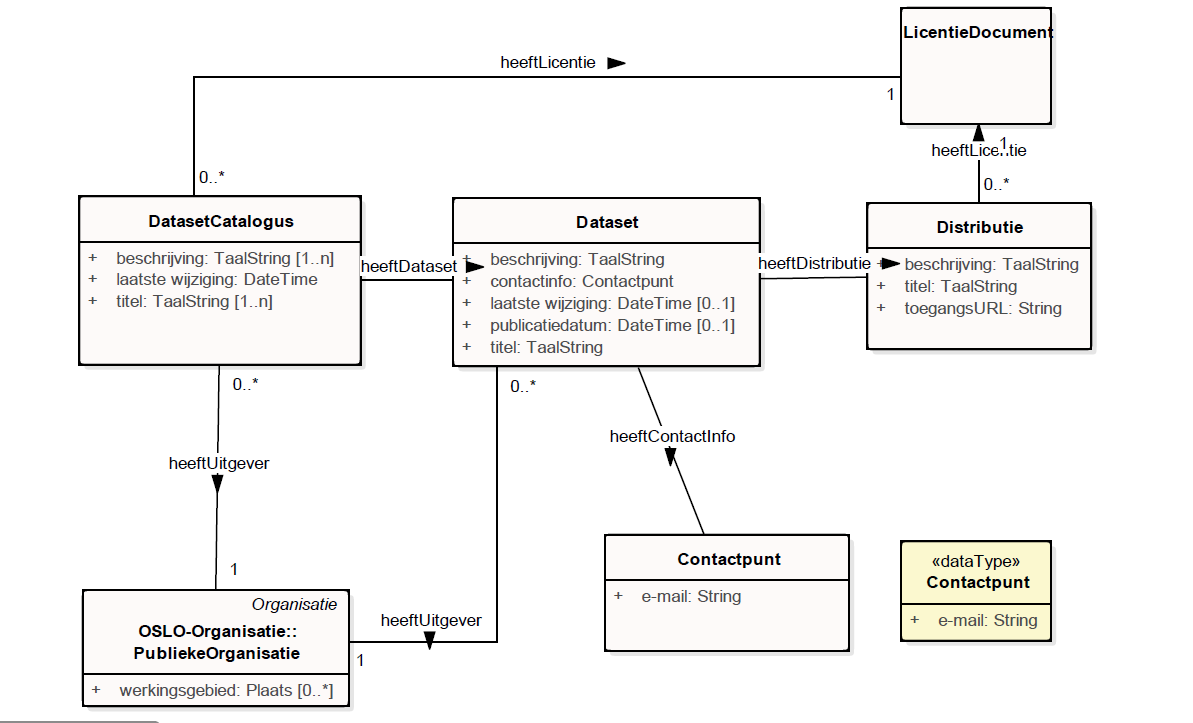 LicentieDocument
heeftLicentie
1
1
heeftLicentie
0..*
0..*
DatasetCatalogus
+ beschrijving: TaalString [1..n]
+ laatste wijziging: DateTime
+ titel: TaalString [1..n]
heeftDataset
Dataset
+ beschrijving: TaalString
+ contactinfo: Contactpunt
+ laatste wijziging: DateTime [0..1]
+ publicatiedatum: DateTime [0..1]
+ titel: TaalString
heeftDistributie
Distributie
+ beschrijving: TaalString
+ titel: TaalString
+ toegangsURL: String
0..*
0..*
heeftContactInfo
heeftUitgever
1
Organisatie
OSLO-Organisatie::
PubliekeOrganisatie
+ werkingsgebied: Plaats [0..*]
heeftUitgever
1
Contactpunt
+ e-mail: String
«dataType»
Contactpunt
+ e-mail: String